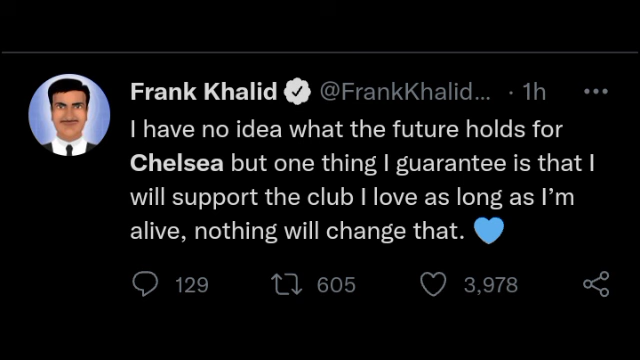 Frank Khalid @FrankKhalid... · 1h
I have no idea what the future holds for
Chelsea but one thing I guarantee is that I
will support the club I love as long as I’m
alive, nothing will change that. 💙
129 605 3,978